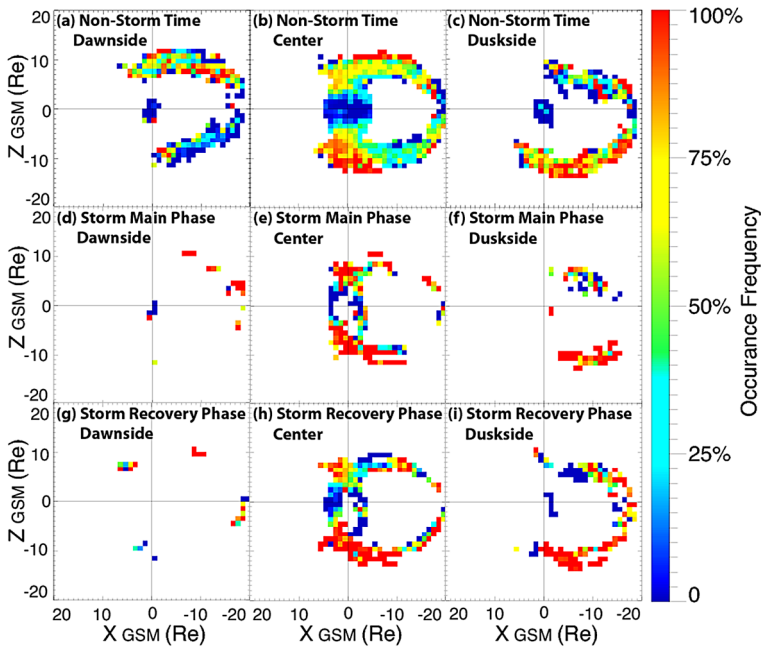 (a) Non-Storm Time
Dawnside
(b) Non-Storm Time
Center
(c) Non-Storm Time
Duskside
100%
20
10
0
-10
-20
Z GSM (Re)
75%
(d) Storm Main Phase
Dawnside
(e) Storm Main Phase
Center
(f) Storm Main Phase
Duskside
20
10
0
-10
-20
Z GSM (Re)
50%
Occurance Frequency
(g) Storm Recovery Phase
Dawnside
(h) Storm Recovery Phase
Center
(i) Storm Recovery Phase
Duskside
20
10
0
-10
-20
Z GSM (Re)
25%
0
20 10 0 -10 -20
10 0 -10 -20
10 0 -10 -20
X GSM (Re)
X GSM (Re)
X GSM (Re)